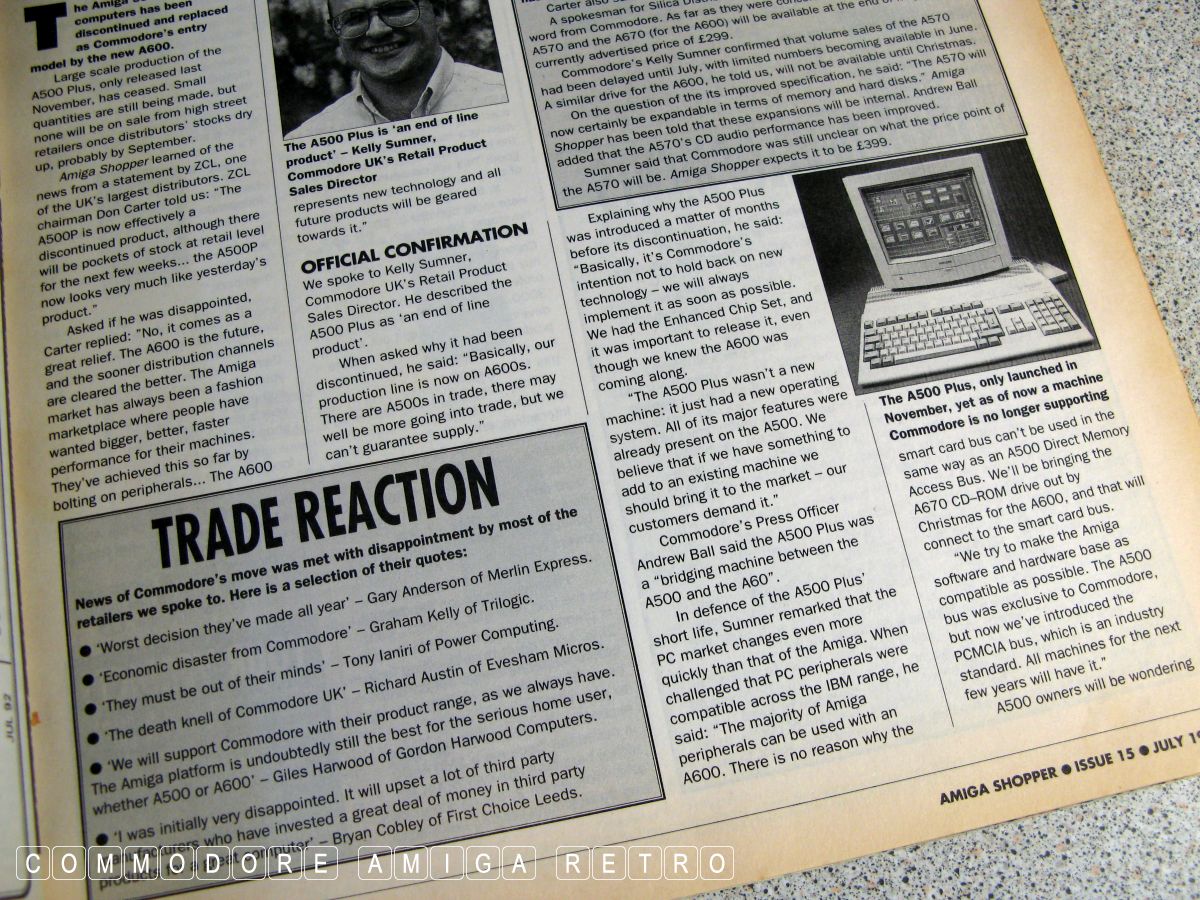 T
he Amiga
computers has been
discontinued and replaced
as Commodore's entry
model by the new A600.
Large scale production of the
A500 Plus, only released last
November, has ceased. Small
quantities are still being made, but
none will be on sale from high street
retailers once distributors' stocks dry
up, probably by September.
Amiga Shopper learned of the
news from a statement by ZCL, one
of the UK's largest distributors. ZCL
chairman Don Carter told us: "The
A500P is now effectively a
discontinued product, although there
will be pockets of stock at retail level
for the next few weeks... the A500P
now looks very much like yesterday's
product."
Asked if he was disappointed,
Carter replied: "No, it comes as a
great relief. The A600 is the future,
and the sooner distribution channels
are cleared the better. The Amiga
market has always been a fashion
marketplace where people have
wanted bigger, better, faster
performance for their machines.
They've achieved this so far by
bolting on peripherals... The A600
The A500 Plus is 'an end of line
product' – Kelly Sumner,
Commodore UK's Retail Product
Sales Director
represents new technology and all
future products will be geared
towards it."
OFFICIAL CONFIRMATION
We spoke to Kelly Sumner,
Commodore UK's Retail Product
Sales Director. He described the
A500 Plus as 'an end of line
product'.
When asked why it had been
discontinued, he said: "Basically, our
production line is now on A600s.
There are A500s in trade, there may
well be more going into trade, but we
can't guarantee supply."
Carter also
A spokesman for Silica
word from Commodore. As far as they were
A570 and the A670 (for the A600) will be available at the end of
currently advertised price of £299.
Commodore's Kelly Sumner confirmed that volume sales of the A570
had been delayed until July, with limited numbers becoming available in June.
A similar drive for the A600, he told us, will not be available until Christmas.
On the question of the its improved specification, he said: "The A570 will
now certainly be expandable in terms of memory and hard disks." Amiga
Shopper has been told that these expansions will be internal. Andrew Ball
added that the A570's CD audio performance has been improved.
Sumner said that Commodore was still unclear on what the price point of
the A570 will be. Amiga Shopper expects it to be £399.
Explaining why the A500 Plus
was introduced a matter of months
before its discontinuation, he said:
"Basically, it's Commodore's
intention not to hold back on new
technology – we will always
implement it as soon as possible.
We had the Enhanced Chip Set, and
it was important to release it, even
though we knew the A600 was
coming along.
"The A500 Plus wasn't a new
machine: it just had a new operating
system. All of its major features were
already present on the A500. We
believe that if we have something to
add to an existing machine we
should bring it to the market – our
customers demand it."
Commodore's Press Officer
Andrew Ball said the A500 Plus was
a "bridging machine between the
A500 and the A60".
In defence of the A500 Plus'
short life, Sumner remarked that the
PC market changes even more
quickly than that of the Amiga. When
challenged that PC peripherals were
compatible across the IBM range, he
said: "The majority of Amiga
peripherals can be used with an
A600. There is no reason why the
The A500 Plus, only launched in
November, yet as of now a machine
Commodore is no longer supporting
smart card bus can't be used in the
same way as an A500 Direct Memory
Access Bus. We'll be bringing the
A670 CD–ROM drive out by
Christmas for the A600, and that will
connect to the smart card bus.
"We try to make the Amiga
software and hardware base as
compatible as possible. The A500
bus was exclusive to Commodore,
but now we've introduced the
PCMCIA bus, which is an industry
standard. All machines for the next
few years will have it."
A500 owners will be wondering
TRADE REACTION
News of Commodore's move was met with disappointment by most of the
retailers we spoke to. Here is a selection of their quotes:
● 'Worst decision they've made all year' – Gary Anderson of Merlin Express.
● 'Economic disaster from Commodore' – Graham Kelly of Trilogic.
● 'They must be out of their minds' – Tony Ianiri of Power Computing.
● 'The death knell of Commodore UK' – Richard Austin of Evesham Micros.
● 'We will support Commodore with their product range, as we always have.
The Amiga platform is undoubtedly still the best for the serious home user,
whether A500 or A600' – Giles Harwood of Gordon Harwood Computers.
● 'I was initially very disappointed. It will upset a lot of third party
manufacturers who have invested a great deal of money in third party
products for a great computer' – Bryan Cobley of First Choice Leeds.
AMIGA SHOPPER ● ISSUE 15 ● JULY 19
JUL 92
COMMODORE AMIGA RETRO